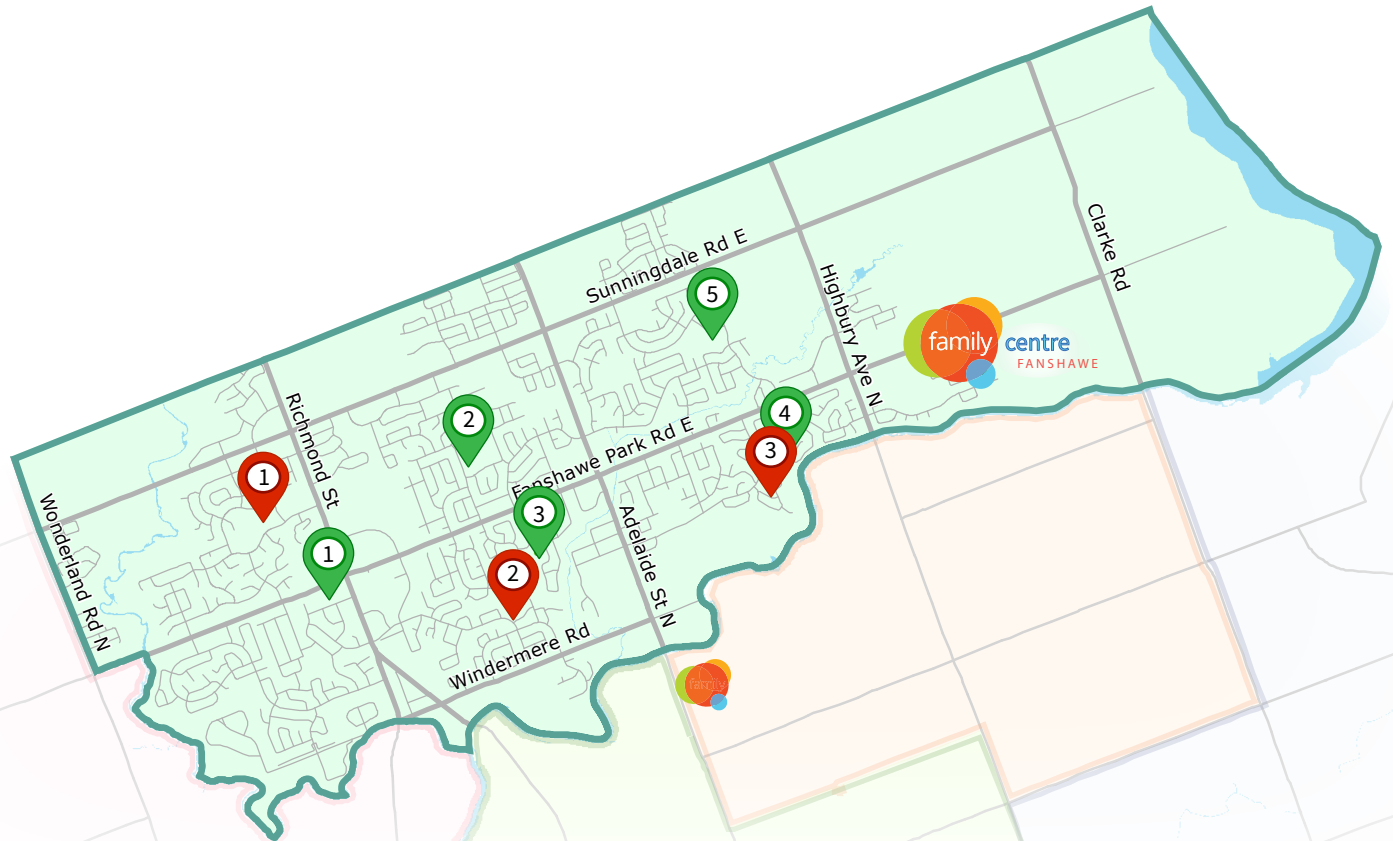 Sunningdale Rd E
Clarke Rd
Highbury Ave N
5
family
centre
FANSHAWE
Richmond St
2
4
Fanshawe Park Rd E
3
1
Wonderland Rd N
3
1
Adelaide St N
2
Windermere Rd
family